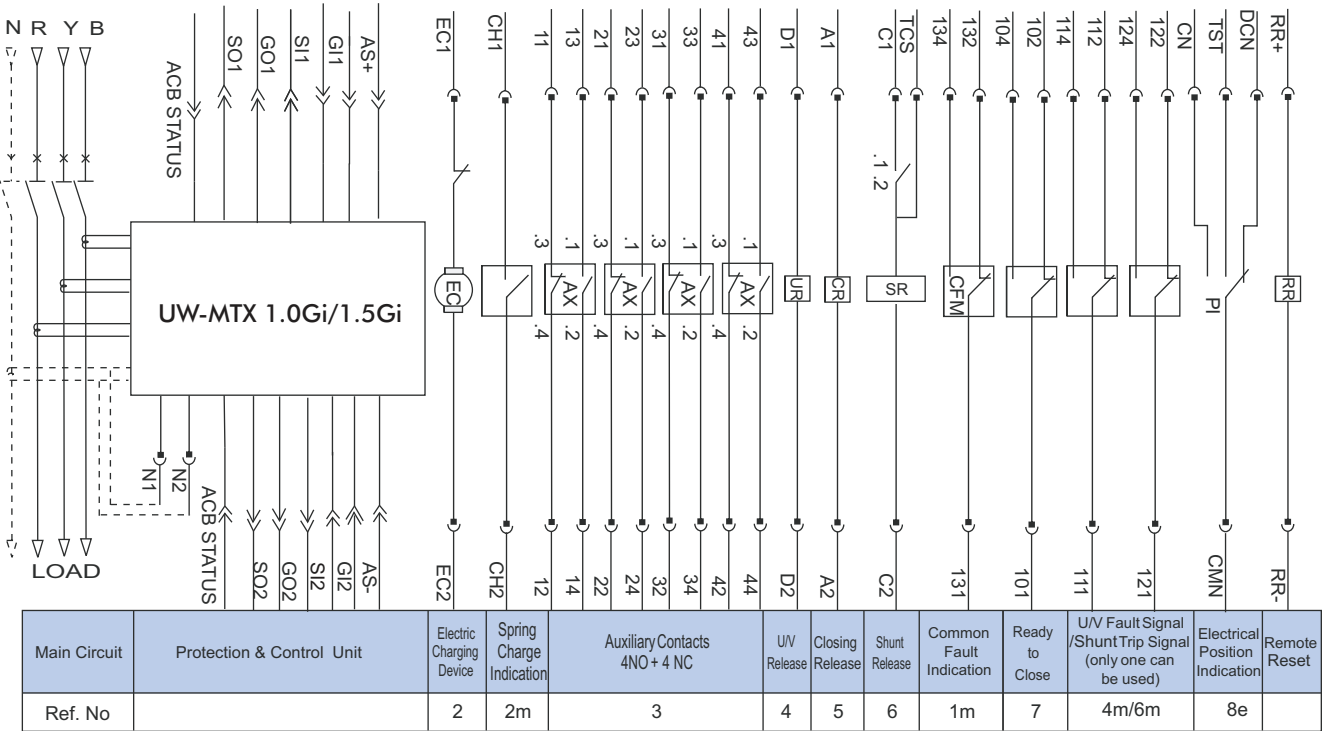 N R Y B
ACB STATUS
SO1
GO1
SI1
GI1
AS+
EC1
CH1
11
13
21
23
31
33
41
43
D1
A1
C1
TCS
134
132
104
102
114
112
124
122
CN
TST
DCN
RR+
.1 .2
.3 .1 .3 .1 .3 .1 .3 .1
UW-MTX 1.0Gi/1.5Gi
EC
AX
AX
AX
AX
UR
CR
SR
CFM
PI
RR
.4 .2 .4 .2 .4 .2 .4 .2
N1
N2
LOAD
ACB STATUS
SO2
GO2
SI2
GI2
AS-
EC2
CH2
12
14
22
24
32
34
42
44
D2
A2
C2
131
101
111
121
CMN
RR-
Main Circuit
Protection & Control Unit
Electric
Charging
Device
Spring
Charge
Indication
Auxiliary Contacts
4NO + 4 NC
U/V
Release
Closing
Release
Shunt
Release
Common
Fault
Indication
Ready
to
Close
U/V Fault Signal
/Shunt Trip Signal
(only one can
be used)
Electrical
Position
Indication
Remote
Reset
Ref. No
2
2m
3
4
5
6
1m
7
4m/6m
8e